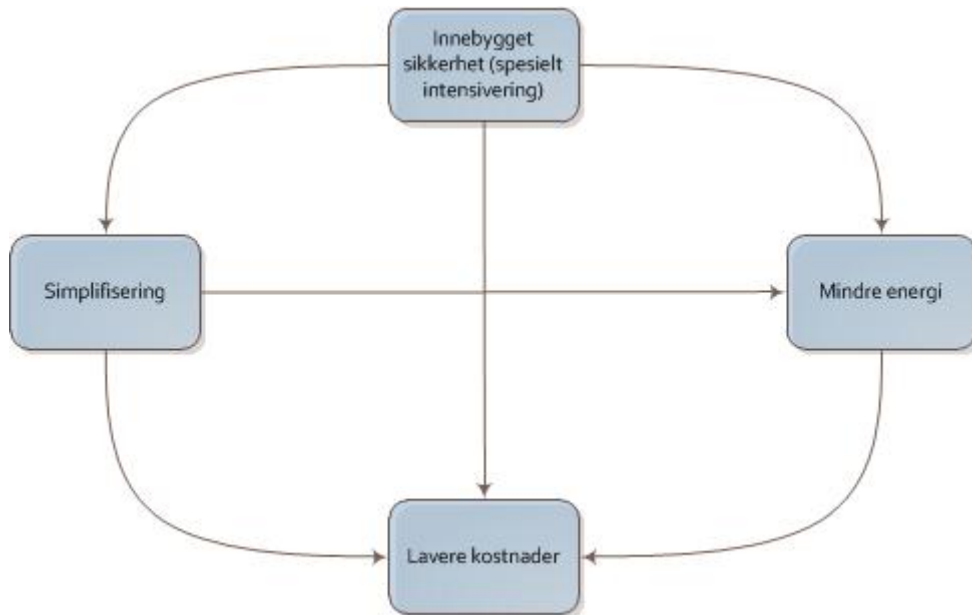 Innebygget
sikkerhet (spesielt
intensivering)
Simplifisering
Mindre energi
Lavere kostnader